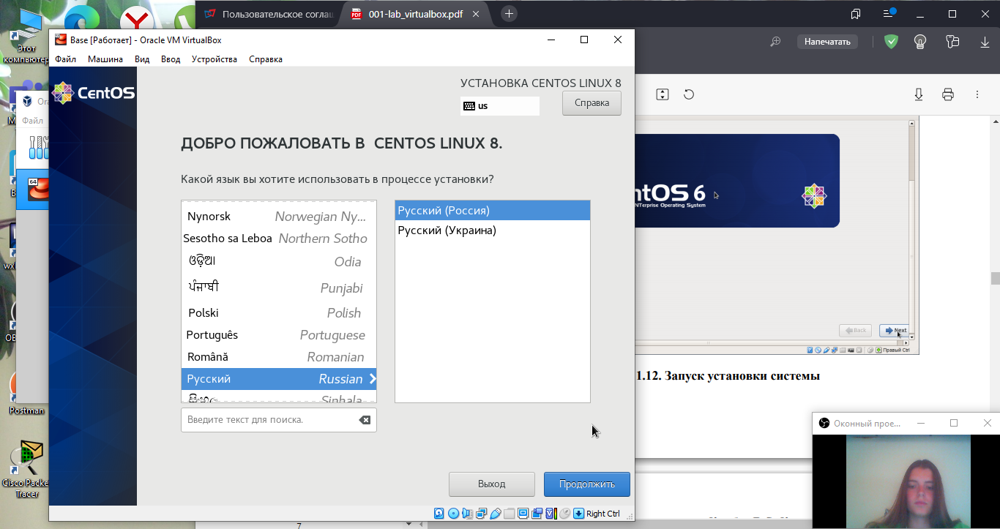 Пользовательское соглаш
001-lab_virtualbox.pdf
Этот
компьютер
Base [Работает] - Oracle VM VirtualBox
Файл Машина Вид Ввод Устройства Справка
Напечатать
CentOS
УСТАНОВКА CENTOS LINUX 8
us
Справка
Ora
Файл
64
ДОБРО ПОЖАЛОВАТЬ В CENTOS LINUX 8.
Какой язык вы хотите использовать в процессе установки?
Nynorsk Norwegian Ny...
Sesotho sa Leboa Northern Sotho
ଓଡ଼ିଆ Odia
ਪੰਜਾਬੀ Punjabi
Polski Polish
Português Portuguese
Română Romanian
Русский Russian
සිංහල Sinhala
Русский (Россия)
Русский (Украина)
Введите текст для поиска.
Выход
Продолжить
Right Ctrl
ntOS 6
NTerprise Operating System
Back
Next
Правый Ctrl
1.12. Запуск установки системы
Postman
Cisco Packe
Tracer
Оконный прое...
7